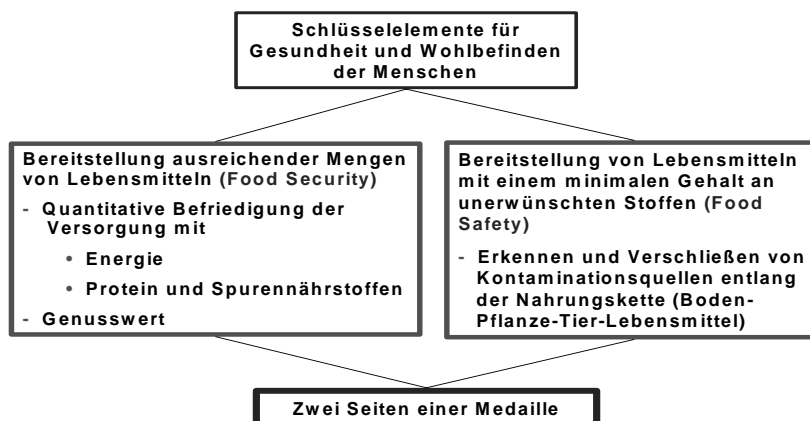 Schlüsselelemente für
Gesundheit und Wohlbefinden
der Menschen
Bereitstellung ausreichender Mengen
von Lebensmitteln (Food Security)
- Quantitative Befriedigung der
Versorgung mit
• Energie
• Protein und Spurennährstoffen
- Genusswert
Bereitstellung von Lebensmitteln
mit einem minimalen Gehalt an
unerwünschten Stoffen (Food
Safety)
- Erkennen und Verschließen von
Kontaminationsquellen entlang
der Nahrungskette (Boden-
Pflanze-Tier-Lebensmittel)
Zwei Seiten einer Medaille